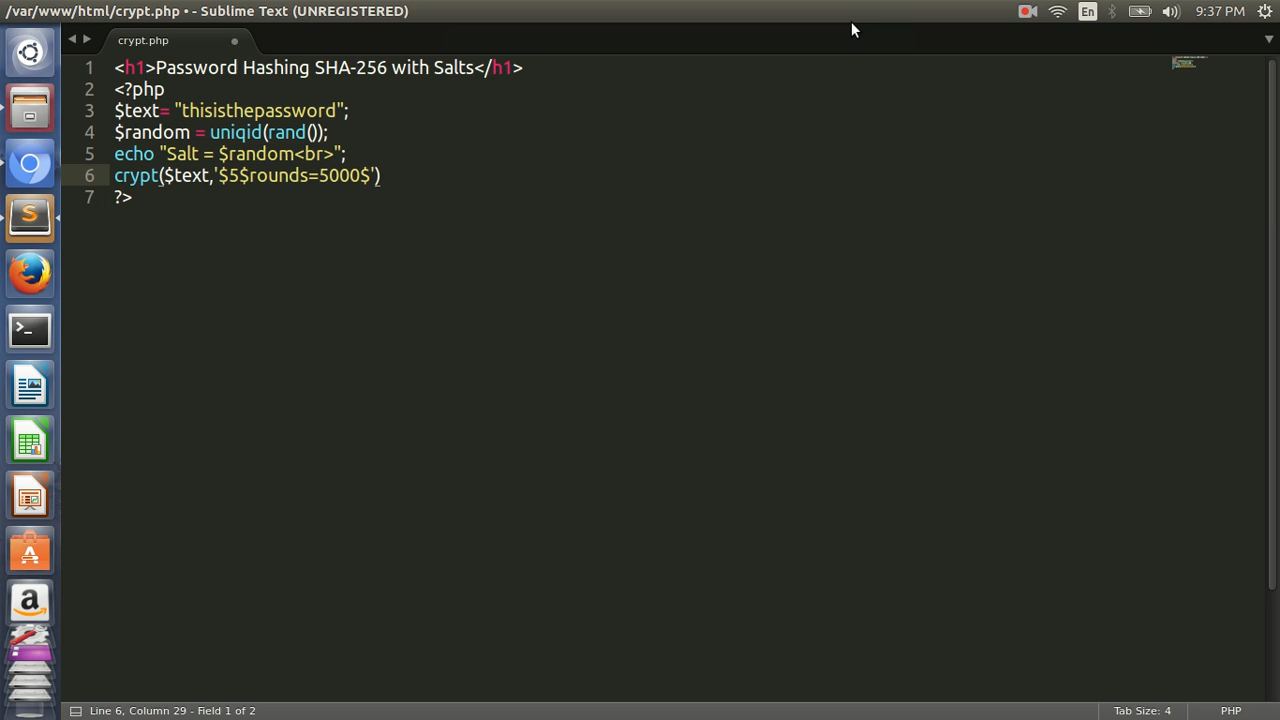 /var/www/html/crypt.php • - Sublime Text (UNREGISTERED)
En
9:37 PM
crypt.php
1 <h1>Password Hashing SHA-256 with Salts</h1>
2 <?php
3 $text= "thisisthepassword";
4 $random = uniqid(rand());
5 echo "Salt = $random<br>";
6 crypt($text,'$5$rounds=5000$')
7 ?>
Line 6, Column 29 - Field 1 of 2
Tab Size: 4
PHP